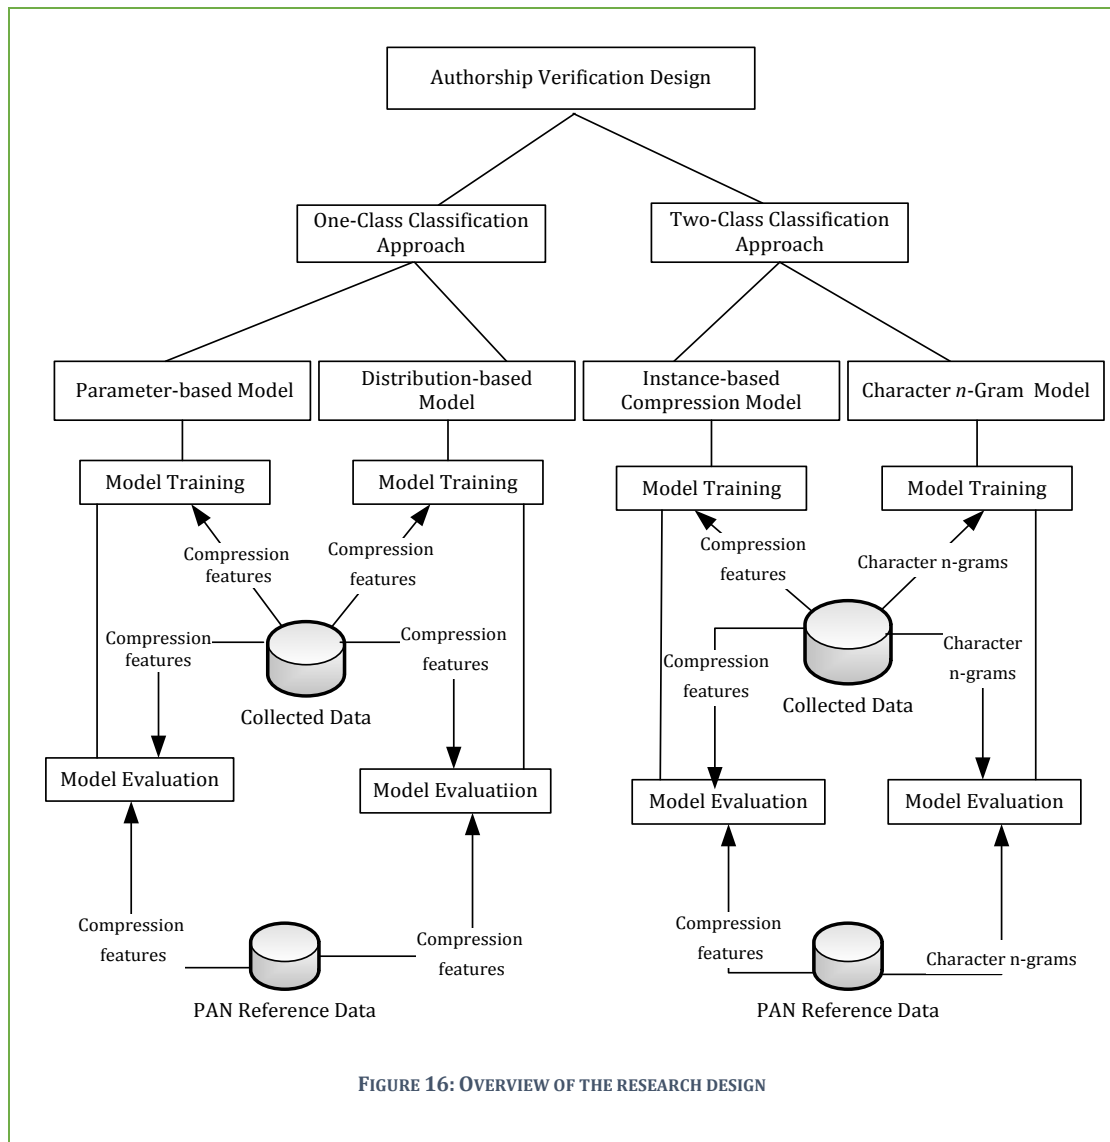 Authorship Verification Design
One-Class Classification
Approach
Two-Class Classification
Approach
Parameter-based Model
Distribution-based
Model
Instance-based
Compression Model
Character n-Gram Model
Model Training
Model Training
Model Training
Model Training
Compression
features
Compression
features
Compression
features
Character n-grams
Compression
features
Compression
features
Compression
features
Character
n-grams
Collected Data
Collected Data
Model Evaluation
Model Evaluatiion
Model Evaluation
Model Evaluation
Compression
features
Compression
features
Compression
features
Character n-grams
PAN Reference Data
PAN Reference Data
FIGURE 16: OVERVIEW OF THE RESEARCH DESIGN